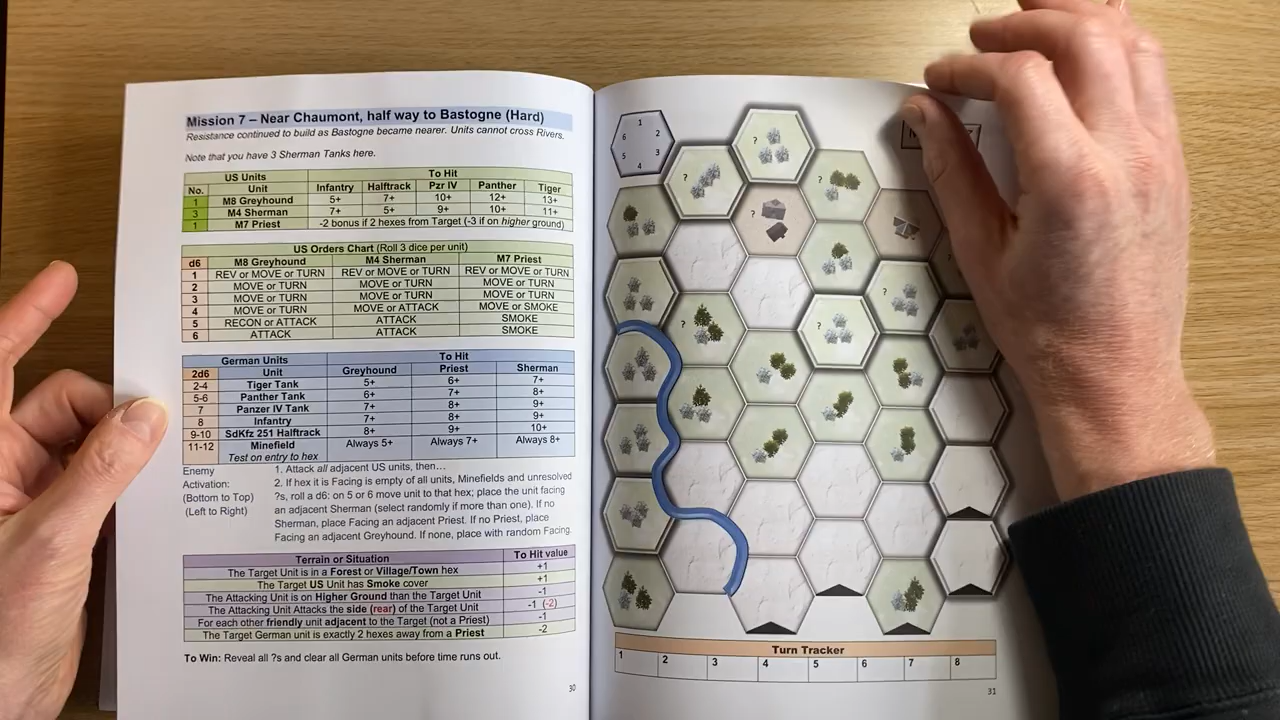 Mission 7 – Near Chaumont, half way to Bastogne (Hard)
Resistance continued to build as Bastogne became nearer. Units cannot cross Rivers.
Note that you have 3 Sherman Tanks here.
US Units To Hit
No. Unit Infantry Halftrack Pzr IV Panther Tiger
1 M8 Greyhound 5+ 7+ 10+ 12+ 13+
3 M4 Sherman 7+ 5+ 9+ 10+ 11+
1 M7 Priest -2 bonus if 2 hexes from Target (-3 if on higher ground)
US Orders Chart (Roll 3 dice per unit)
d6 M8 Greyhound M4 Sherman M7 Priest
1 REV or MOVE or TURN REV or MOVE or TURN REV or MOVE or TURN
2 MOVE or TURN MOVE or TURN MOVE or TURN
3 MOVE or TURN MOVE or TURN MOVE or TURN
4 MOVE or TURN MOVE or ATTACK MOVE or SMOKE
5 RECON or ATTACK ATTACK SMOKE
6 ATTACK ATTACK SMOKE
German Units To Hit
2d6 Unit Greyhound Priest Sherman
2-4 Tiger Tank 5+ 6+ 7+
5-6 Panther Tank 6+ 7+ 8+
7 Panzer IV Tank 7+ 8+ 9+
8 Infantry 7+ 8+ 9+
9-10 SdKfz 251 Halftrack 8+ 9+ 10+
11-12 Minefield Always 5+ Always 7+ Always 8+
Test on entry to hex
Enemy 1. Attack all adjacent US units, then…
Activation: 2. If hex it is Facing is empty of all units, Minefields and unresolved
(Bottom to Top) ?s, roll a d6: on 5 or 6 move unit to that hex; place the unit facing
(Left to Right) an adjacent Sherman (select randomly if more than one). If no
Sherman, place Facing an adjacent Priest. If no Priest, place
Facing an adjacent Greyhound. If none, place with random Facing.
Terrain or Situation To Hit value
The Target Unit is in a Forest or Village/Town hex +1
The Target US Unit has Smoke cover +1
The Attacking Unit is on Higher Ground than the Target Unit -1
The Attacking Unit Attacks the side (rear) of the Target Unit -1 (-2)
For each other friendly unit adjacent to the Target (not a Priest) -1
The Target German unit is exactly 2 hexes away from a Priest -2
To Win: Reveal all ?s and clear all German units before time runs out.
30
1
6 2
5 3
4
?
?
?
?
?
?
?
Turn Tracker
1 2 3 4 5 6 7 8
31